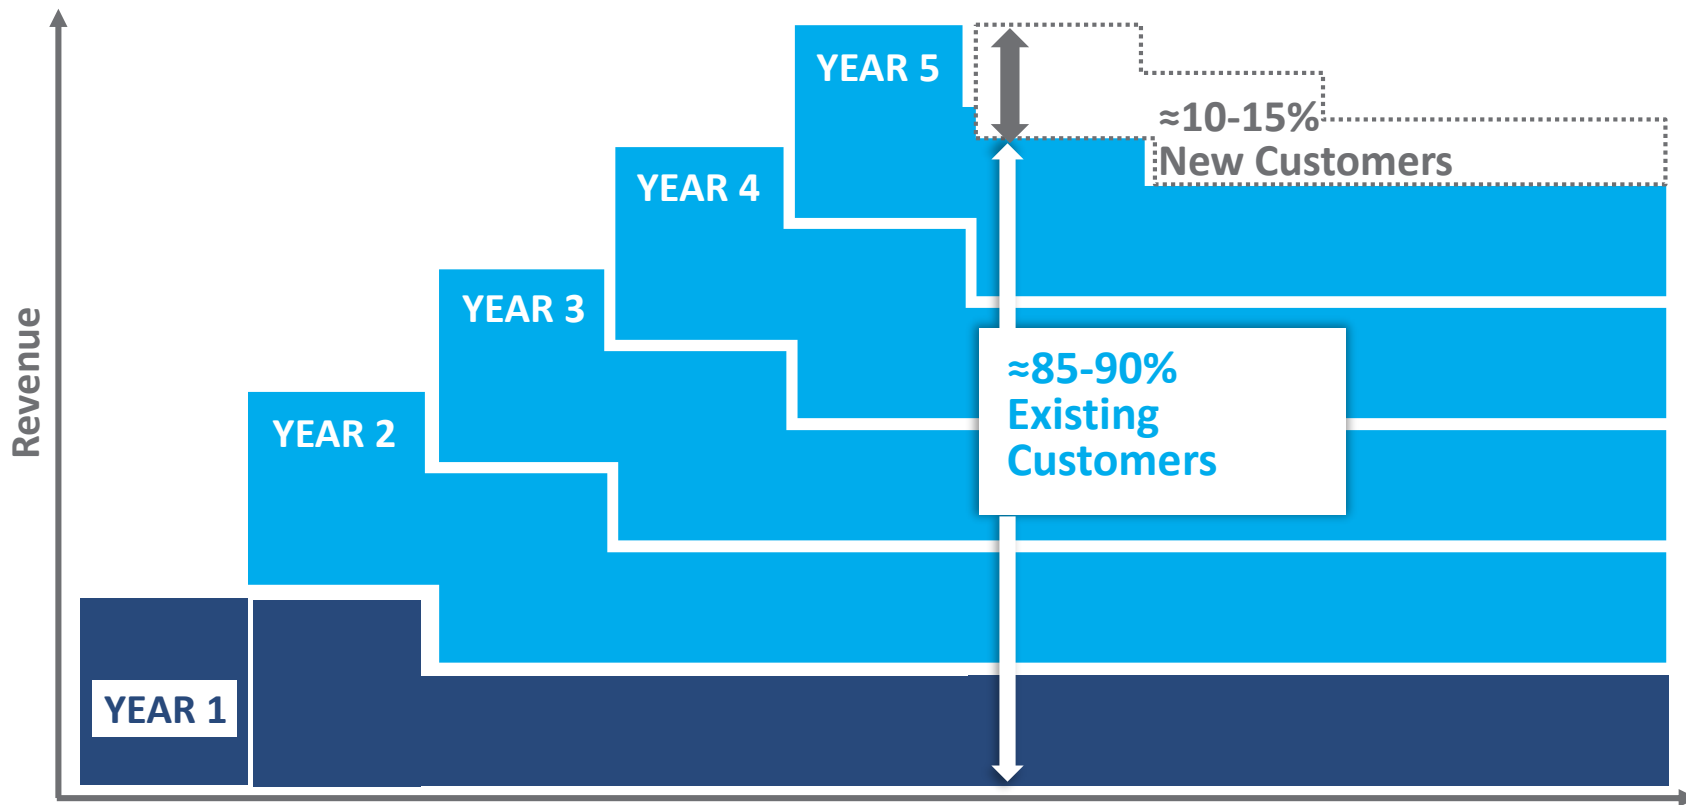 YEAR 5
≈10-15%
New Customers
YEAR 4
YEAR 3
≈85-90%
Existing
Customers
YEAR 2
YEAR 1
Revenue